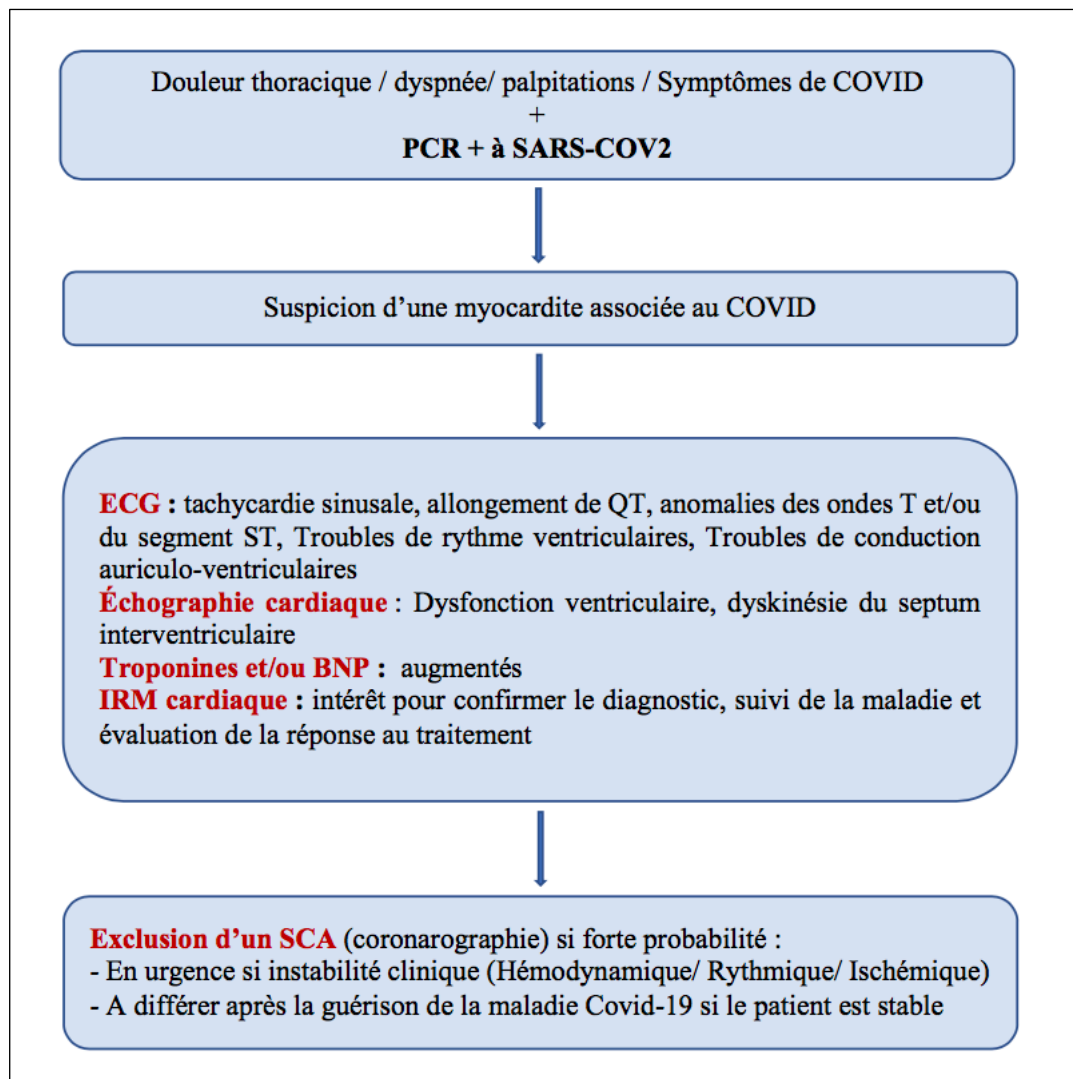 Douleur thoracique / dyspnée/ palpitations / Symptômes de COVID
+
PCR + à SARS-COV2
Suspicion d’une myocardite associée au COVID
ECG : tachycardie sinusale, allongement de QT, anomalies des ondes T et/ou
du segment ST, Troubles de rythme ventriculaires, Troubles de conduction
auriculo-ventriculaires
Échographie cardiaque : Dysfonction ventriculaire, dyskinésie du septum
interventriculaire
Troponines et/ou BNP : augmentés
IRM cardiaque : intérêt pour confirmer le diagnostic, suivi de la maladie et
évaluation de la réponse au traitement
Exclusion d’un SCA (coronarographie) si forte probabilité :
- En urgence si instabilité clinique (Hémodynamique/ Rythmique/ Ischémique)
- A différer après la guérison de la maladie Covid-19 si le patient est stable